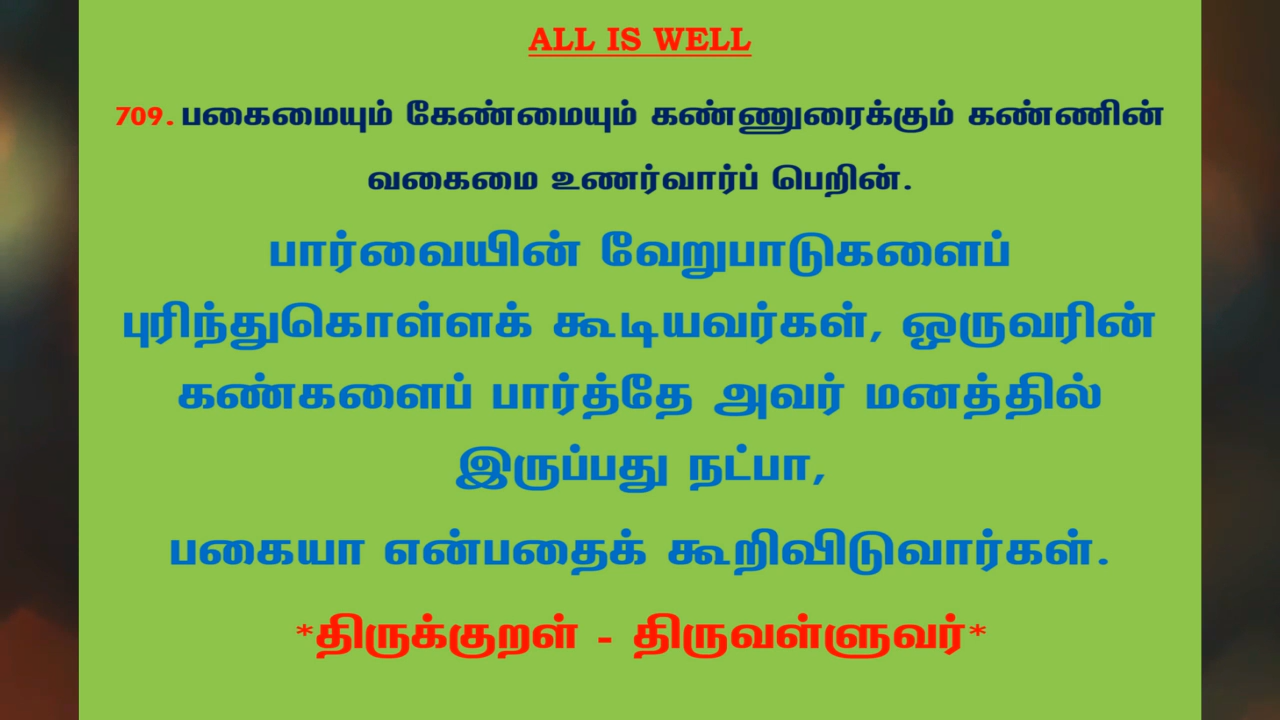 ALL IS WELL
709. பகைமையும் கேண்மையும் கண்ணுரைக்கும் கண்ணின்
வகைமை உணர்வார்ப் பெறின்.
பார்வையின் வேறுபாடுகளைப்
புரிந்துகொள்ளக் கூடியவர்கள், ஒருவரின்
கண்களைப் பார்த்தே அவர் மனத்தில்
இருப்பது நட்பா,
பகையா என்பதைக் கூறிவிடுவார்கள்.
*திருக்குறள் - திருவள்ளுவர்*